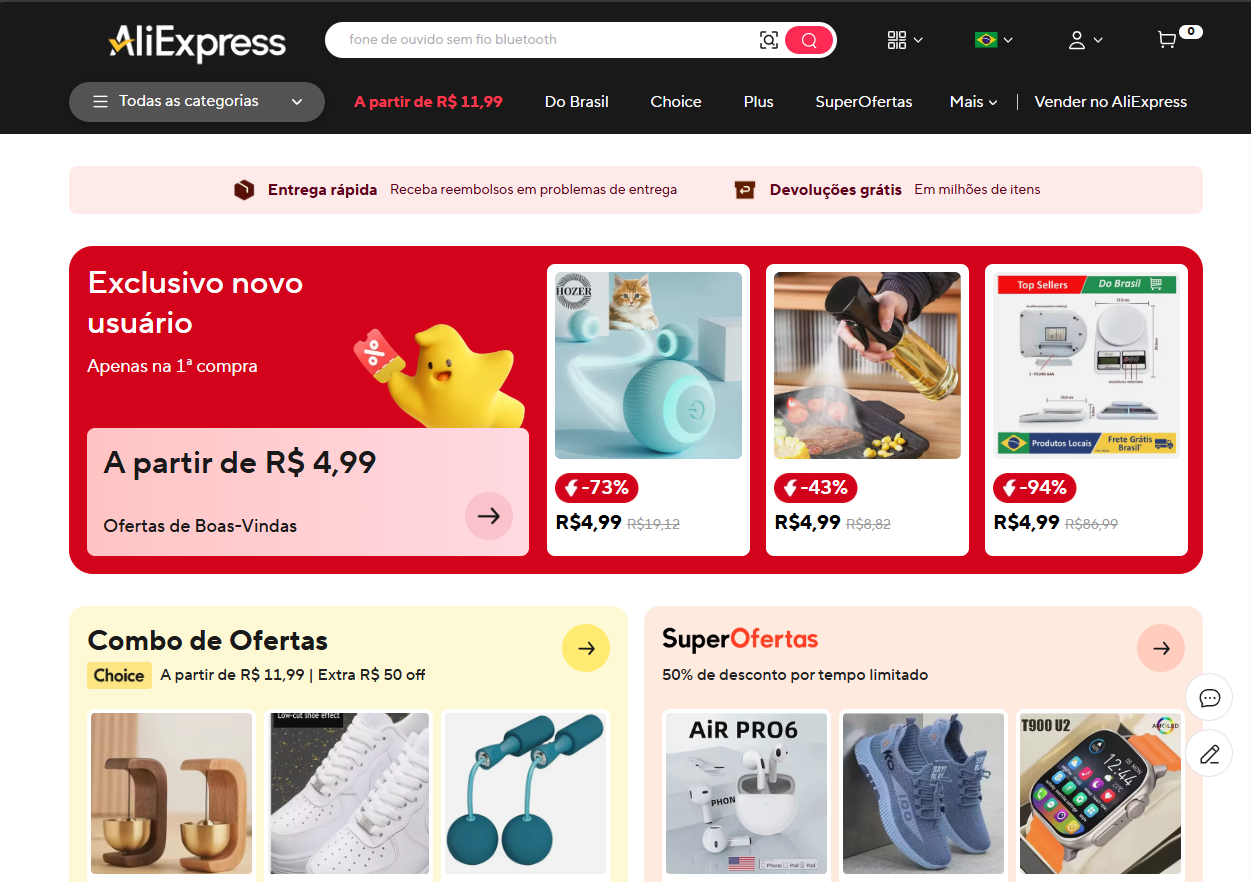 AliExpress
fone de ouvido sem fio bluetooth
0
Todas as categorias
A partir de R$ 11,99
Do Brasil
Choice
Plus
SuperOfertas
Mais
Vender no AliExpress
Entrega rápida
Receba reembolsos em problemas de entrega
Devoluções grátis
Em milhões de itens
Exclusivo novo
usuário
Apenas na 1ª compra
%
A partir de R$ 4,99
Ofertas de Boas-Vindas
HOZER
-73%
R$4,99 R$19,12
-43%
R$4,99 R$8,82
Top Sellers
Do Brasil
Produtos Locais
Frete Grátis
Brasil*
-94%
R$4,99 R$86,99
Combo de Ofertas
Choice
A partir de R$ 11,99 | Extra R$ 50 off
Low-cut shoe effect
SuperOfertas
50% de desconto por tempo limitado
AiR PRO6
PHON
T900 U2
AMOLED
12:44